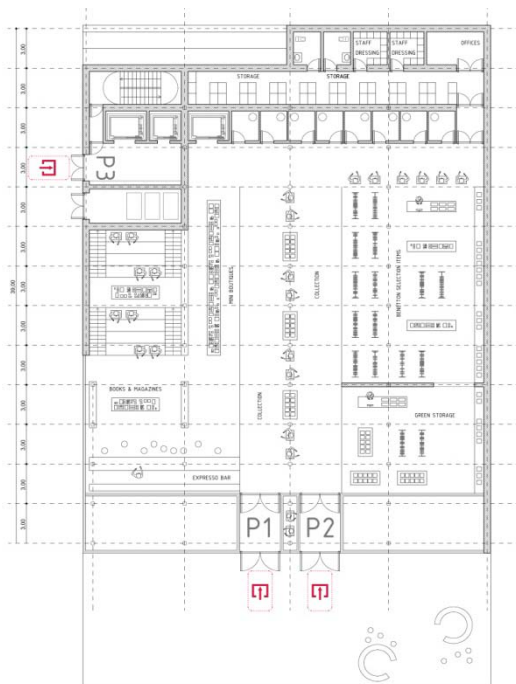 STAFF
DRESSING
STAFF
DRESSING
OFFICES
STORAGE
STORAGE
3,00
3,00
3,00
3,00
3,00
3,00
3,00
3,00
3,00
3,00
3,00
3,00
3,00
39,00
P3
MAN BOUTIQUES
COLLECTION
BENETTON SELECTION ITEMS
COLLECTION
BOOKS & MAGAZINES
GREEN STORAGE
EXPRESSO BAR
P1
P2